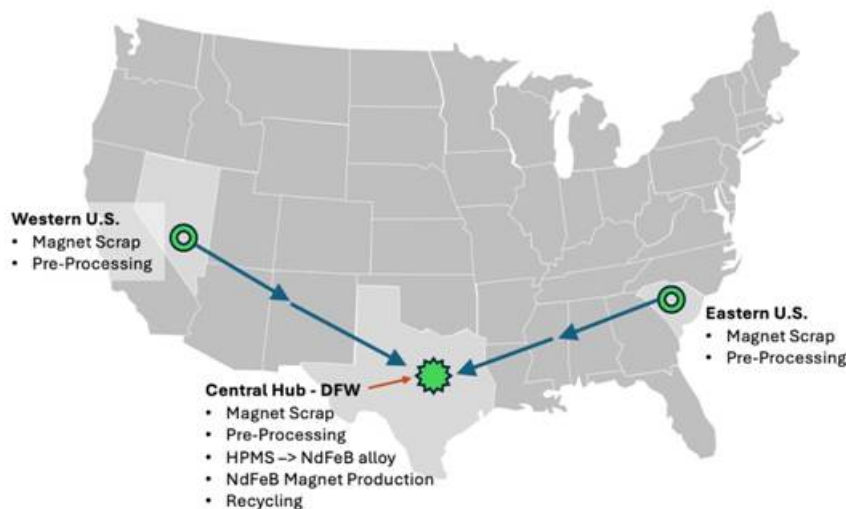 Western U.S.
• Magnet Scrap
• Pre-Processing
Eastern U.S.
• Magnet Scrap
• Pre-Processing
Central Hub - DFW
• Magnet Scrap
• Pre-Processing
• HPMS –> NdFeB alloy
• NdFeB Magnet Production
• Recycling